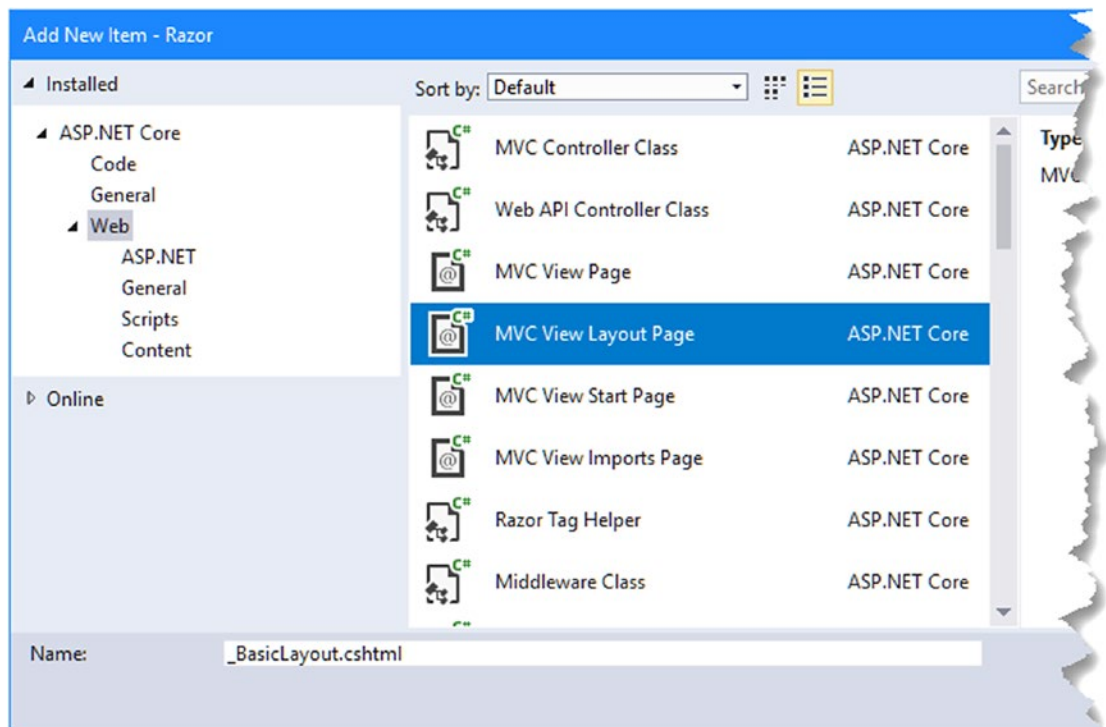 Add New Item - Razor
Installed
ASP.NET Core
Code
General
Web
ASP.NET
General
Scripts
Content
Online
Sort by: Default
Search
C# MVC Controller Class ASP.NET Core
C# Web API Controller Class ASP.NET Core
C# @ MVC View Page ASP.NET Core
C# @ MVC View Layout Page ASP.NET Core
C# @ MVC View Start Page ASP.NET Core
C# @ MVC View Imports Page ASP.NET Core
C# Razor Tag Helper ASP.NET Core
C# Middleware Class ASP.NET Core
Type
MVC
Name: _BasicLayout.cshtml